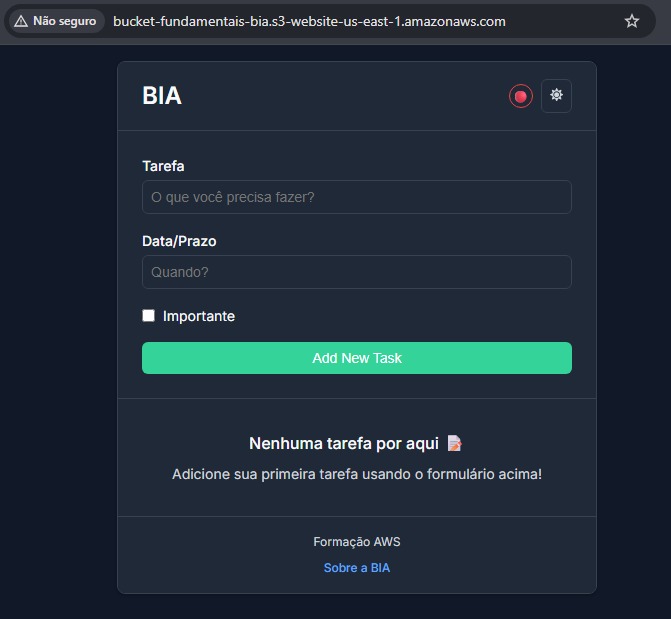 Não seguro
bucket-fundamentais-bia.s3-website-us-east-1.amazonaws.com
BIA
Tarefa
O que você precisa fazer?
Data/Prazo
Quando?
Importante
Add New Task
Nenhuma tarefa por aqui
Adicione sua primeira tarefa usando o formulário acima!
Formação AWS
Sobre a BIA